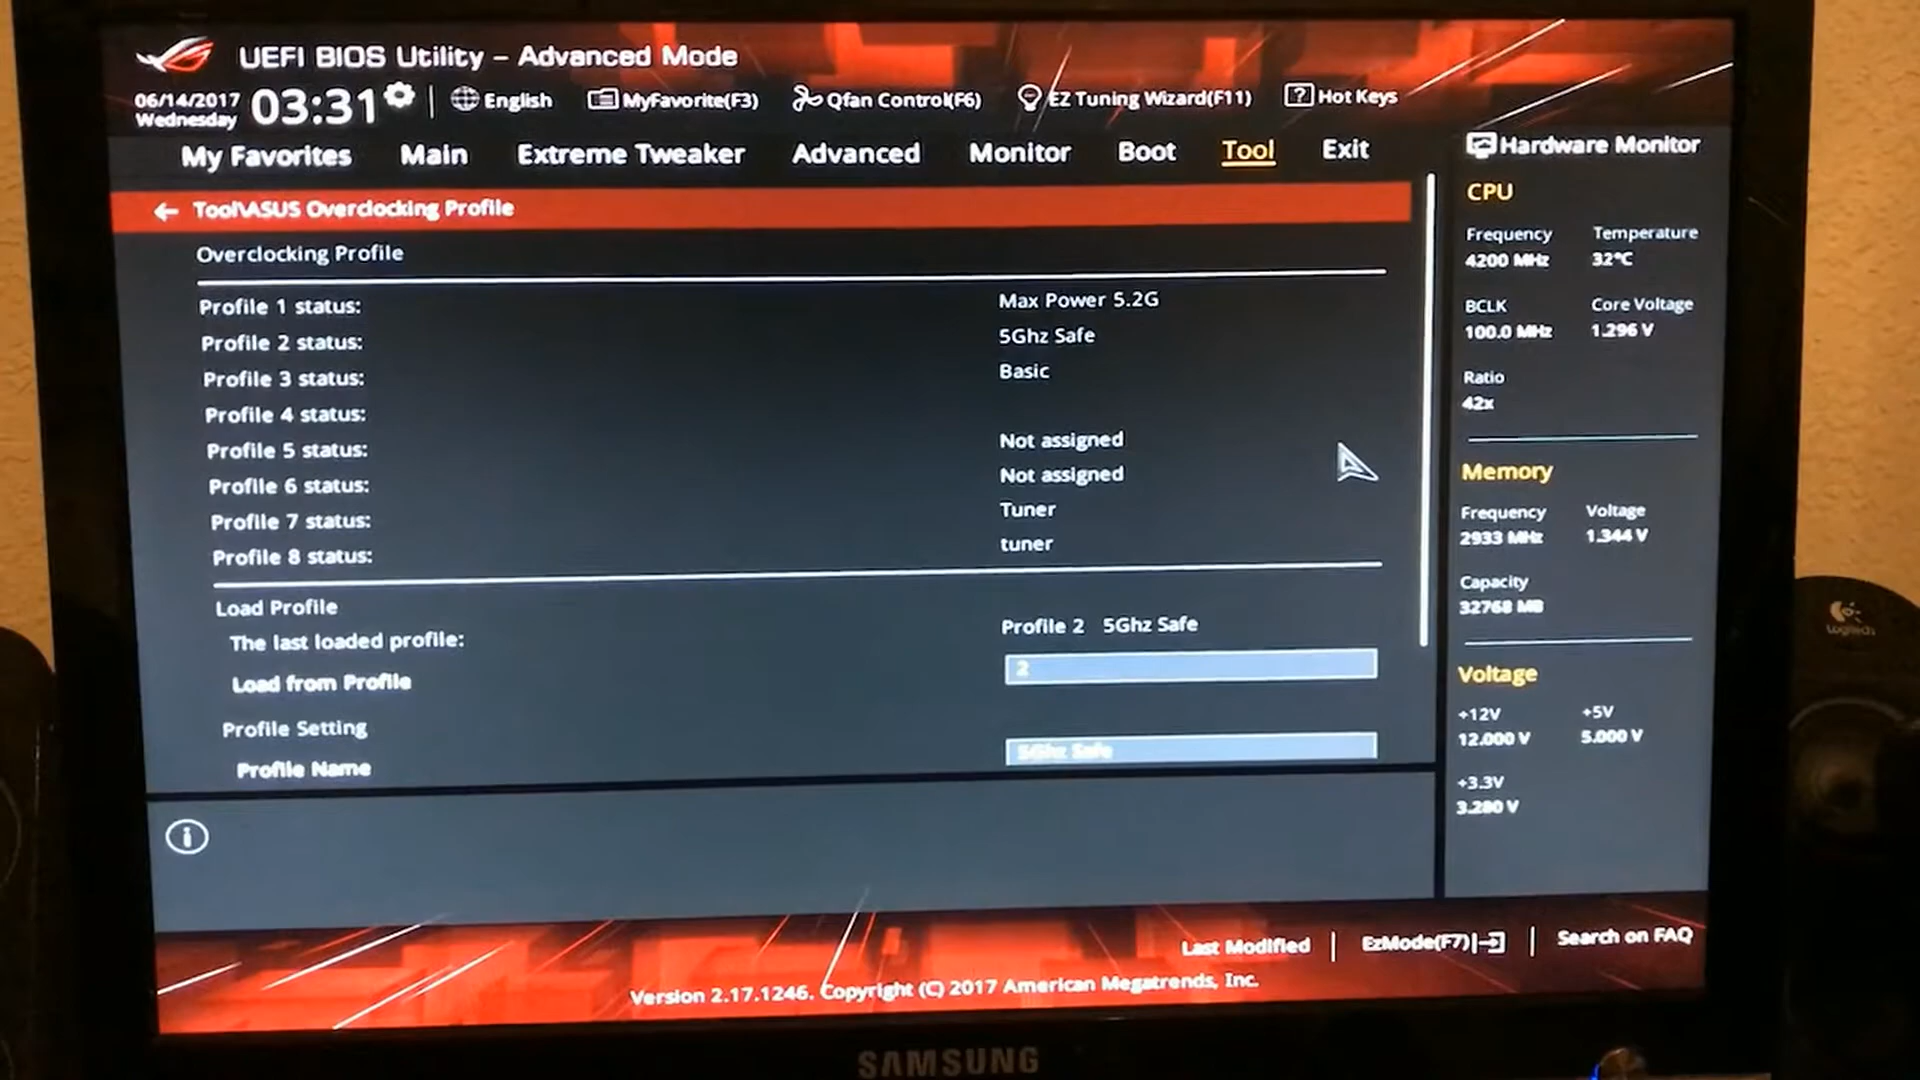 UEFI BIOS Utility – Advanced Mode
06/14/2017
Wednesday
03:31
English
MyFavorite(F3)
Qfan Control(F6)
EZ Tuning Wizard(F11)
? Hot Keys
My Favorites Main Extreme Tweaker Advanced Monitor Boot Tool Exit
Hardware Monitor
← Tool\ASUS Overclocking Profile
Overclocking Profile
Profile 1 status: Max Power 5.2G
Profile 2 status: 5Ghz Safe
Profile 3 status: Basic
Profile 4 status:
Profile 5 status: Not assigned
Profile 6 status: Not assigned
Profile 7 status: Tuner
Profile 8 status: tuner
Load Profile
The last loaded profile: Profile 2 5Ghz Safe
Load from Profile 2
Profile Setting
Profile Name 5Ghz Safe
CPU
Frequency Temperature
4200 MHz 32°C
BCLK Core Voltage
100.0 MHz 1.296 V
Ratio
42x
Memory
Frequency Voltage
2933 MHz 1.344 V
Capacity
32768 MB
Voltage
+12V +5V
12.000 V 5.000 V
+3.3V
3.280 V
Last Modified | EzMode(F7) | Search on FAQ
Version 2.17.1246. Copyright (C) 2017 American Megatrends, Inc.
SAMSUNG
Logitech